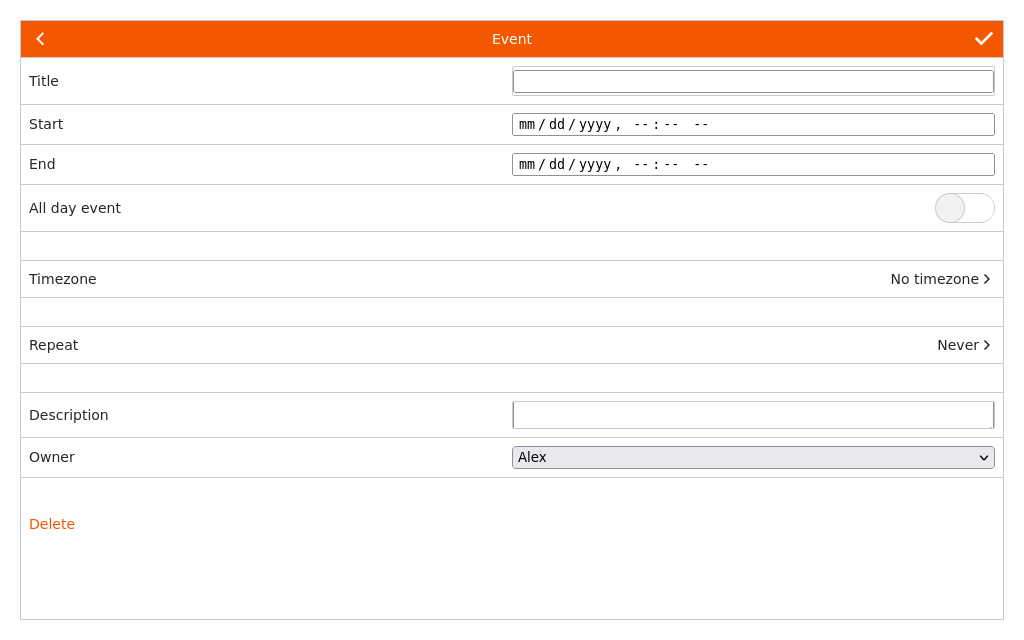 Event
Title
Start mm/dd/yyyy, --:-- --
End mm/dd/yyyy, --:-- --
All day event
Timezone No timezone
Repeat Never
Description
Owner Alex
Delete